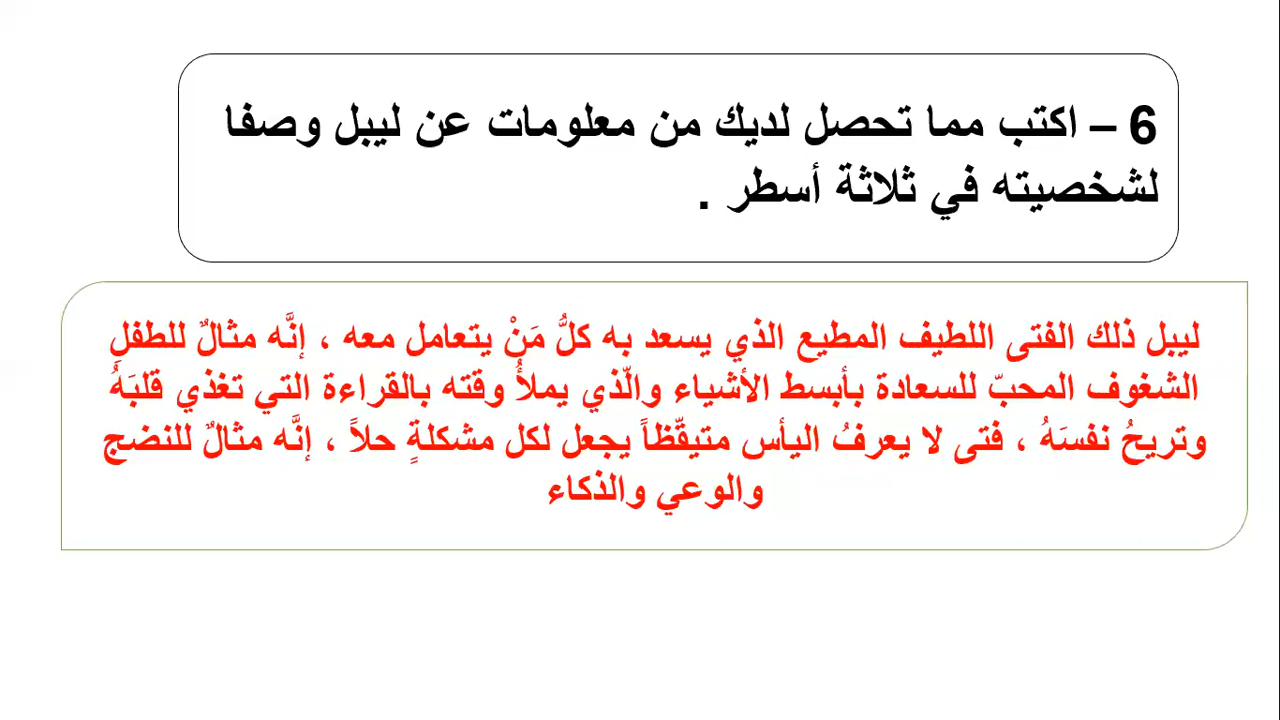 6 – اكتب مما تحصل لديك من معلومات عن ليبل وصفا
لشخصيته في ثلاثة أسطر .
ليبل ذلك الفتى اللطيف المطيع الذي يسعد به كلُّ مَنْ يتعامل معه ، إنَّه مثالٌ للطفلِ
الشغوف المحبّ للسعادة بأبسط الأشياء والّذي يملأُ وقته بالقراءة التي تغذي قلبَهُ
وتريحُ نفسَهُ ، فتى لا يعرفُ اليأس متيقّظاً يجعل لكل مشكلةٍ حلاً ، إنَّه مثالٌ للنضج
والوعي والذكاء